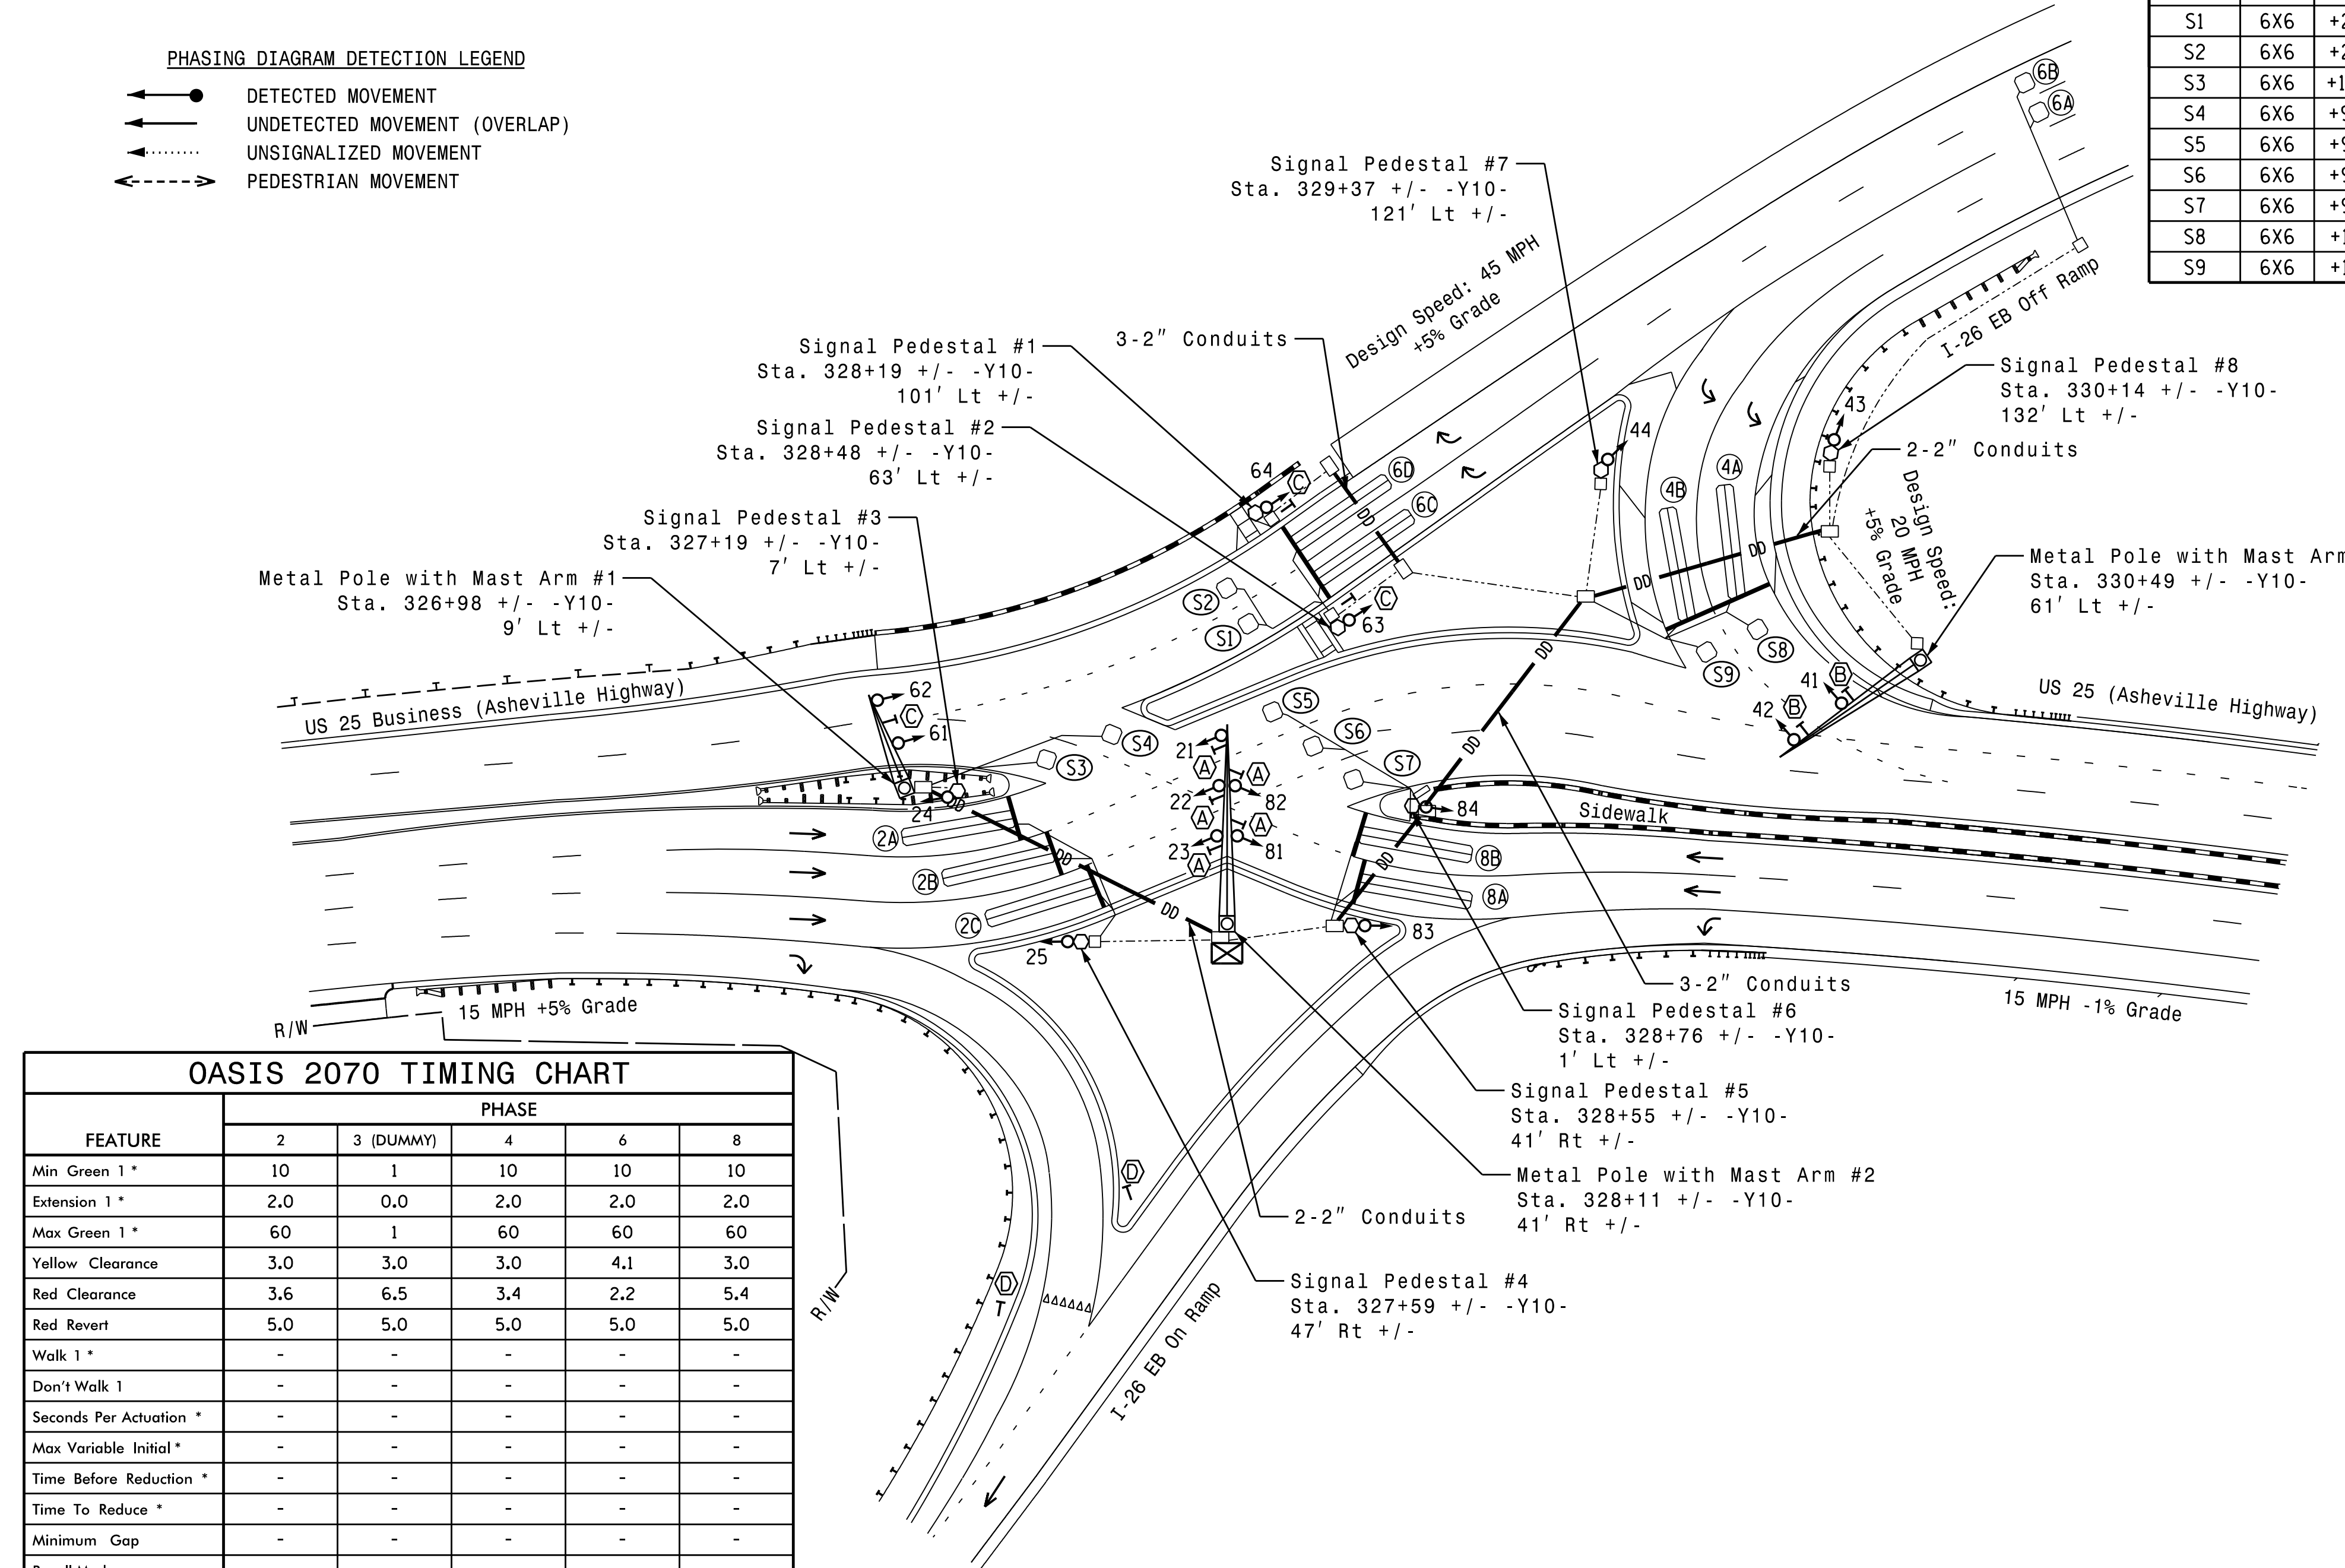 PHASING DIAGRAM DETECTION LEGEND
DETECTED MOVEMENT
UNDETECTED MOVEMENT (OVERLAP)
UNSIGNALIZED MOVEMENT
PEDESTRIAN MOVEMENT
S1 6X6
S2 6X6
S3 6X6
S4 6X6
S5 6X6
S6 6X6
S7 6X6
S8 6X6
S9 6X6
6B
6A
Signal Pedestal #7
Sta. 329+37 +/- -Y10-
121' Lt +/-
Design Speed: 45 MPH
+5% Grade
I-26 EB Off Ramp
3-2" Conduits
Signal Pedestal #1
Sta. 328+19 +/- -Y10-
101' Lt +/-
Signal Pedestal #2
Sta. 328+48 +/- -Y10-
63' Lt +/-
Signal Pedestal #3
Sta. 327+19 +/- -Y10-
7' Lt +/-
Metal Pole with Mast Arm #1
Sta. 326+98 +/- -Y10-
9' Lt +/-
Signal Pedestal #8
Sta. 330+14 +/- -Y10-
132' Lt +/-
2-2" Conduits
Design Speed:
20 MPH
+5% Grade
Metal Pole with Mast Arm
Sta. 330+49 +/- -Y10-
61' Lt +/-
43
44
64
C
6D
6C
DD
4A
4B
DD
DD
S2
S1
C
63
DD
S8
S9
US 25 Business (Asheville Highway)
US 25 (Asheville Highway)
62
C
61
S4
S3
S5
S6
S7
DD
41
B
42
B
21
A
A
22
82
A
A
23
81
A
24
DD
84
Sidewalk
2A
DD
2B
2C
DD
DD
8B
8A
25
83
15 MPH +5% Grade
R/W
15 MPH -1% Grade
3-2" Conduits
Signal Pedestal #6
Sta. 328+76 +/- -Y10-
1' Lt +/-
Signal Pedestal #5
Sta. 328+55 +/- -Y10-
41' Rt +/-
Metal Pole with Mast Arm #2
Sta. 328+11 +/- -Y10-
41' Rt +/-
2-2" Conduits
Signal Pedestal #4
Sta. 327+59 +/- -Y10-
47' Rt +/-
D
D
R/W
I-26 EB On Ramp
OASIS 2070 TIMING CHART
FEATURE PHASE
2 3 (DUMMY) 4 6 8
Min Green 1 * 10 1 10 10 10
Extension 1 * 2.0 0.0 2.0 2.0 2.0
Max Green 1 * 60 1 60 60 60
Yellow Clearance 3.0 3.0 3.0 4.1 3.0
Red Clearance 3.6 6.5 3.4 2.2 5.4
Red Revert 5.0 5.0 5.0 5.0 5.0
Walk 1 * - - - - -
Don't Walk 1 - - - - -
Seconds Per Actuation * - - - - -
Max Variable Initial * - - - - -
Time Before Reduction * - - - - -
Time To Reduce * - - - - -
Minimum Gap - - - - -